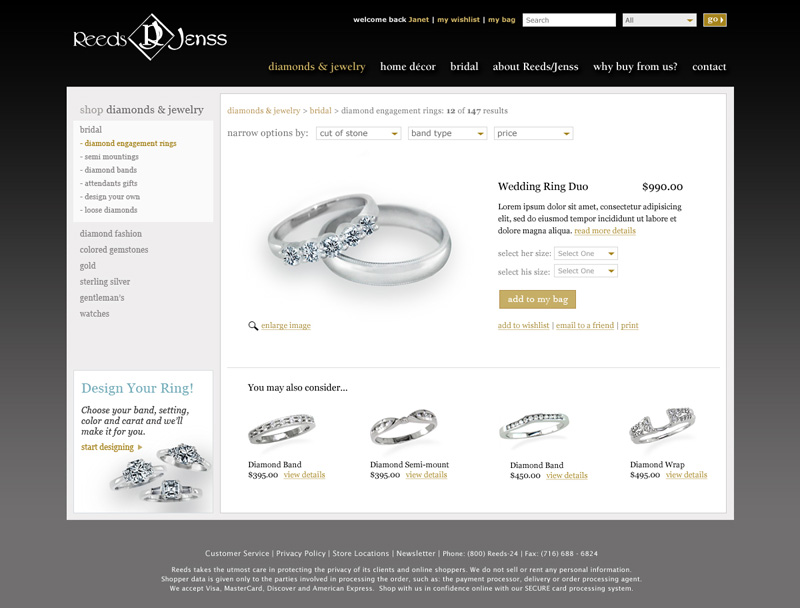 welcome back Janet | my wishlist | my bag
Search
All
go
Reeds Jenss
diamonds & jewelry
home décor
bridal
about Reeds/Jenss
why buy from us?
contact
shop diamonds & jewelry
bridal
- diamond engagement rings
- semi mountings
- diamond bands
- attendants gifts
- design your own
- loose diamonds
diamond fashion
colored gemstones
gold
sterling silver
gentleman's
watches
Design Your Ring!
Choose your band, setting,
color and carat and we'll
make it for you.
start designing
diamonds & jewelry > bridal > diamond engagement rings: 12 of 147 results
narrow options by:
cut of stone
band type
price
Wedding Ring Duo
$990.00
Lorem ipsum dolor sit amet, consectetur adipisicing
elit, sed do eiusmod tempor incididunt ut labore et
dolore magna aliqua. read more details
select her size: Select One
select his size: Select One
add to my bag
enlarge image
add to wishlist | email to a friend | print
You may also consider...
Diamond Band
$395.00 view details
Diamond Semi-mount
$395.00 view details
Diamond Band
$450.00 view details
Diamond Wrap
$495.00 view details
Customer Service | Privacy Policy | Store Locations | Newsletter | Phone: (800) Reeds-24 | Fax: (716) 688 - 6824
Reeds takes the utmost care in protecting the privacy of its clients and online shoppers. We do not sell or rent any personal information.
Shopper data is given only to the parties involved in processing the order, such as: the payment processor, delivery or order processing agent.
We accept Visa, MasterCard, Discover and American Express. Shop with us in confidence online with our SECURE card processing system.